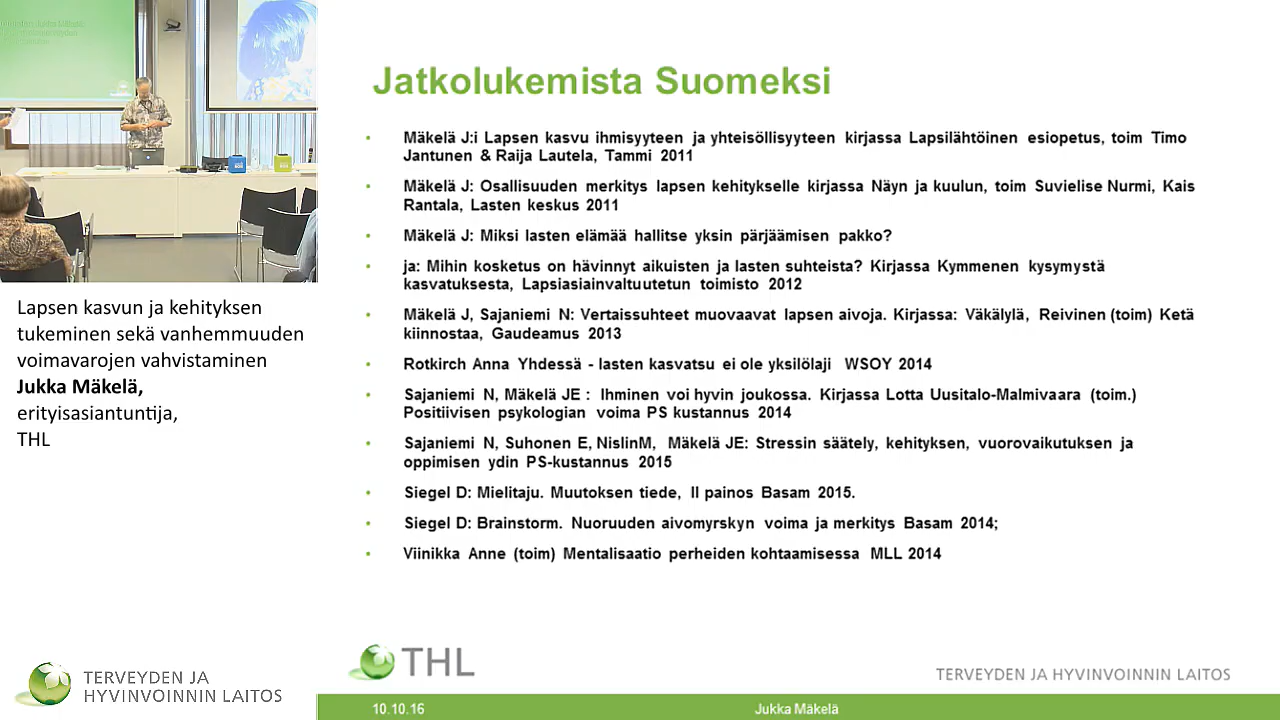 Jatkolukemista Suomeksi
Mäkelä J:i Lapsen kasvu ihmisyyteen ja yhteisöllisyyteen kirjassa Lapsilähtöinen esiopetus, toim Timo
Jantunen & Raija Lautela, Tammi 2011
Mäkelä J: Osallisuuden merkitys lapsen kehitykselle kirjassa Näyn ja kuulun, toim Suvielise Nurmi, Kais
Rantala, Lasten keskus 2011
Mäkelä J: Miksi lasten elämää hallitse yksin pärjäämisen pakko?
ja: Mihin kosketus on hävinnyt aikuisten ja lasten suhteista? Kirjassa Kymmenen kysymystä
kasvatuksesta, Lapsiasiainvaltuutetun toimisto 2012
Mäkelä J, Sajaniemi N: Vertaissuhteet muovaavat lapsen aivoja. Kirjassa: Väkälylä, Reivinen (toim) Ketä
kiinnostaa, Gaudeamus 2013
Rotkirch Anna Yhdessä - lasten kasvatsu ei ole yksilölaji WSOY 2014
Sajaniemi N, Mäkelä JE : Ihminen voi hyvin joukossa. Kirjassa Lotta Uusitalo-Malmivaara (toim.)
Positiivisen psykologian voima PS kustannus 2014
Sajaniemi N, Suhonen E, NislinM, Mäkelä JE: Stressin säätely, kehityksen, vuorovaikutuksen ja
oppimisen ydin PS-kustannus 2015
Siegel D: Mielitaju. Muutoksen tiede, II painos Basam 2015.
Siegel D: Brainstorm. Nuoruuden aivomyrskyn voima ja merkitys Basam 2014;
Viinikka Anne (toim) Mentalisaatio perheiden kohtaamisessa MLL 2014
Lapsen kasvun ja kehityksen
tukeminen sekä vanhemmuuden
voimavarojen vahvistaminen
Jukka Mäkelä,
erityisasiantuntija,
THL
TERVEYDEN JA
HYVINVOINNIN LAITOS
THL
TERVEYDEN JA HYVINVOINNIN LAITOS
10.10.16
Jukka Mäkelä